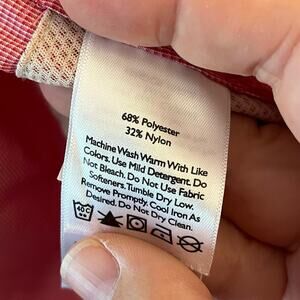 68% Polyester
32% Nylon
Machine Wash Warm With Like
Colors. Use Mild Detergent. Do
Not Bleach. Do Not Use Fabric
Softeners. Tumble Dry Low.
Remove Promptly. Cool Iron As
Desired. Do Not Dry Clean.